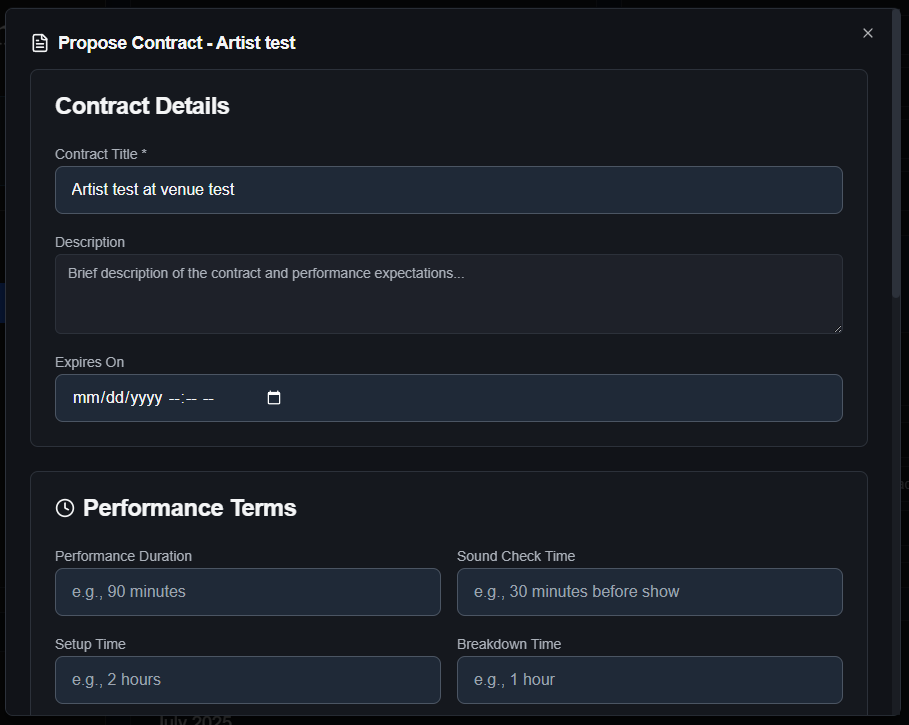 Propose Contract - Artist test
Contract Details
Contract Title *
Artist test at venue test
Description
Brief description of the contract and performance expectations...
Expires On
mm/dd/yyyy --:-- --
Performance Terms
Performance Duration
Sound Check Time
e.g., 90 minutes
e.g., 30 minutes before show
Setup Time
Breakdown Time
e.g., 2 hours
e.g., 1 hour
July 2025